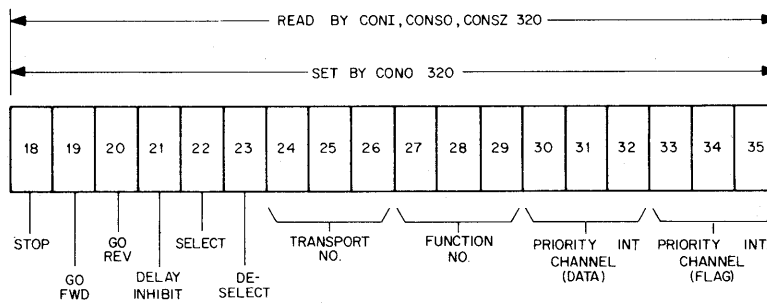 READ BY CONI, CONSO, CONSZ 320
SET BY CONO 320
18 19 20 21 22 23 24 25 26 27 28 29 30 31 32 33 34 35
STOP
GO
FWD
GO
REV
DELAY
INHIBIT
SELECT
DE-
SELECT
TRANSPORT
NO.
FUNCTION
NO.
PRIORITY INT
CHANNEL
(DATA)
PRIORITY INT
CHANNEL
(FLAG)